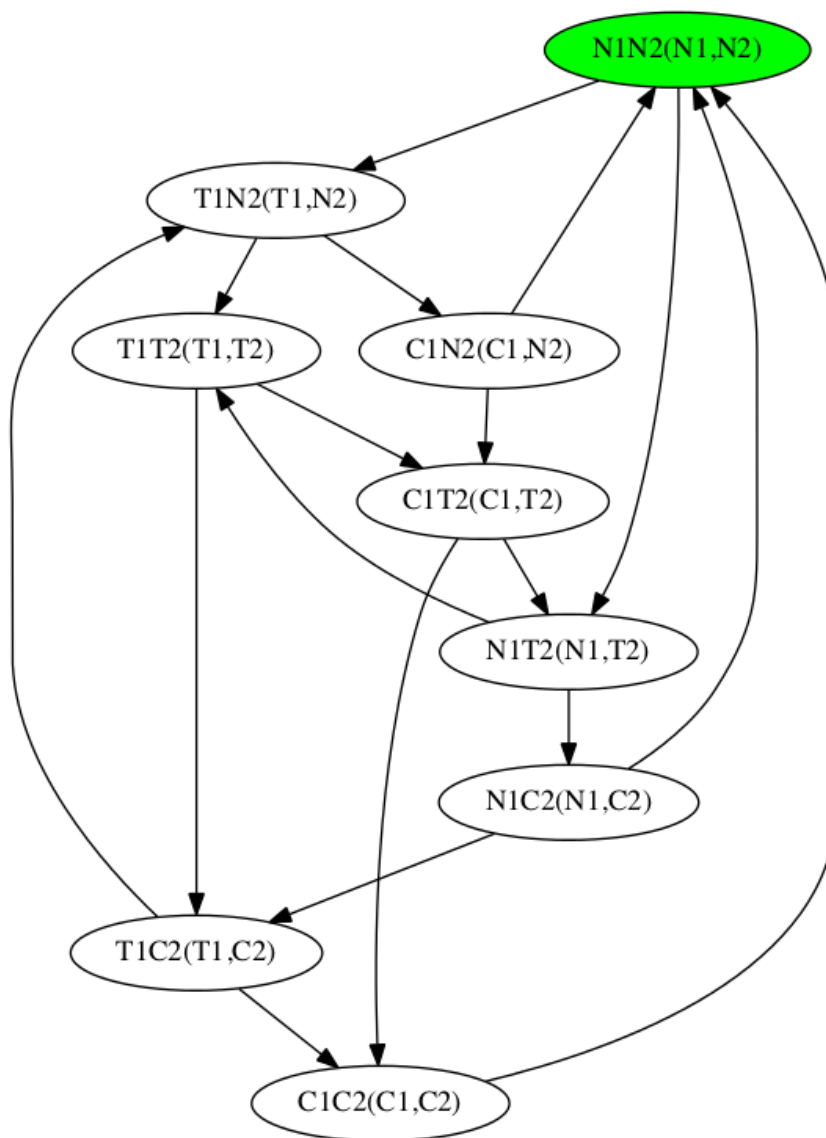 N1N2(N1,N2)
T1N2(T1,N2)
T1T2(T1,T2)
C1N2(C1,N2)
C1T2(C1,T2)
N1T2(N1,T2)
N1C2(N1,C2)
T1C2(T1,C2)
C1C2(C1,C2)